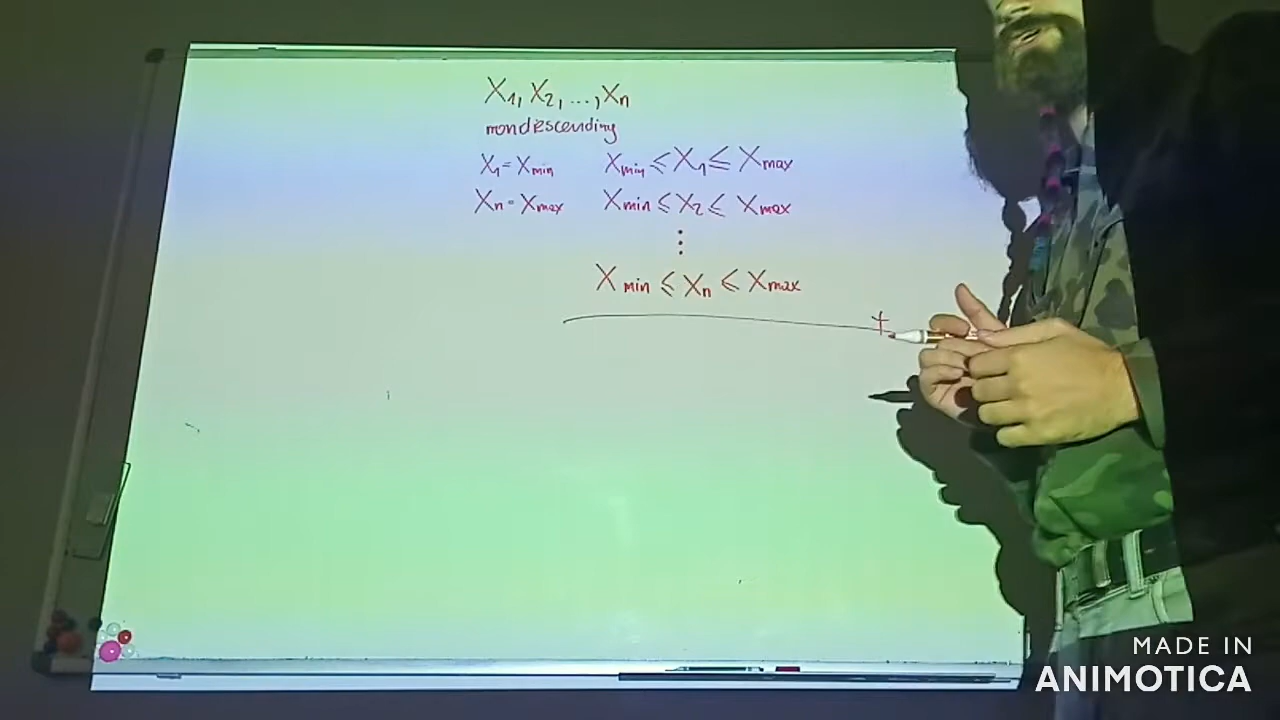 X₁, X₂, ..., Xₙ
nondescending
X₁ = Xmin Xmin ≤ X₁ ≤ Xmax
Xn = Xmax Xmin ≤ X₂ ≤ Xmax
⋮
Xmin ≤ Xn ≤ Xmax
+
MADE IN
ANIMOTICA